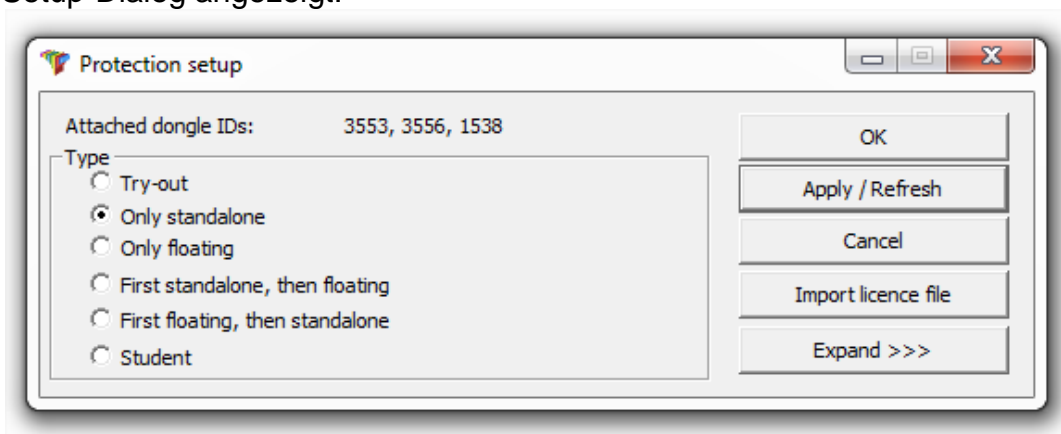 Setup-Dialog angezeigt:
Protection setup
Attached dongle IDs: 3553, 3556, 1538
Type
Try-out
Only standalone
Only floating
First standalone, then floating
First floating, then standalone
Student
OK
Apply / Refresh
Cancel
Import licence file
Expand >>>